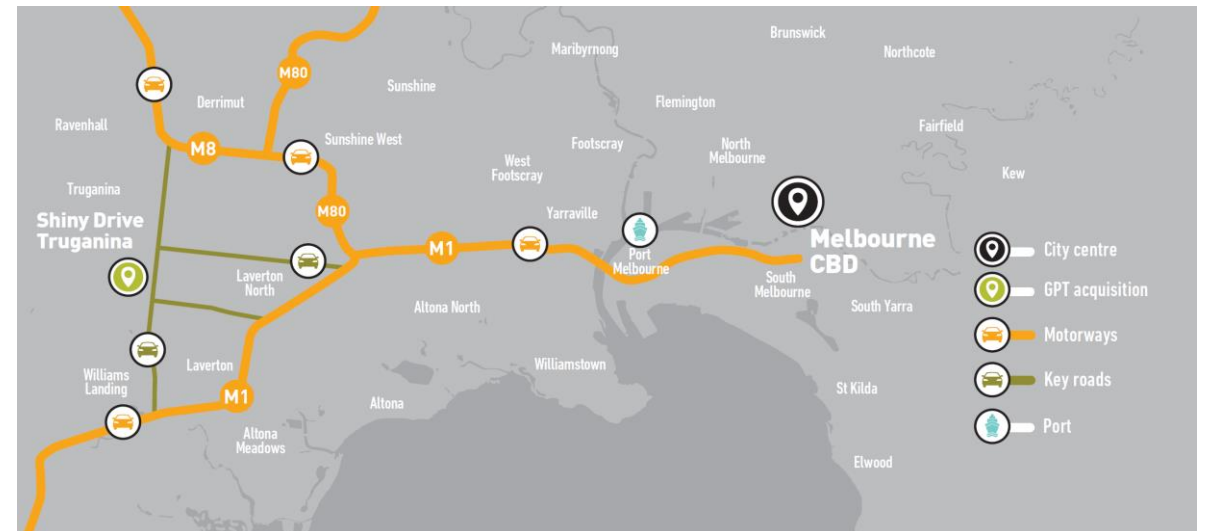 Brunswick
Maribyrnong
Northcote
M80
Sunshine
Derrimut
Flemington
Ravenhall
Fairfield
Sunshine West
Footscray
North
Melbourne
M8
West
Footscray
Kew
Truganina
Shiny Drive
Truganina
M80
Yarraville
Melbourne
CBD
M1
Port
Melbourne
City centre
Laverton
North
South
Melbourne
GPT acquisition
Altona North
South Yarra
Motorways
Williams
Landing
Laverton
Williamstown
Key roads
St Kilda
M1
Altona
Altona
Meadows
Port
Elwood